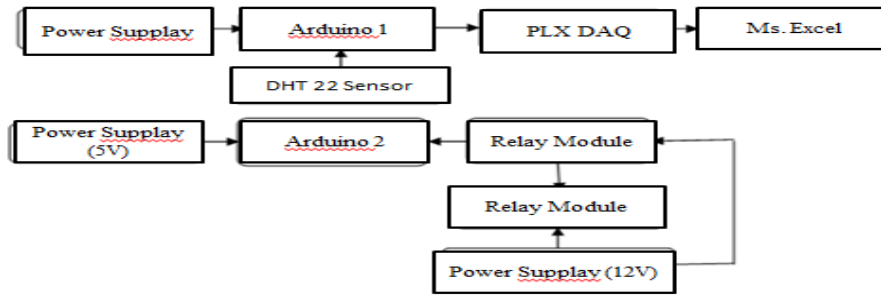 Power Supplay
Arduino 1
PLX DAQ
Ms. Excel
DHT 22 Sensor
Power Supplay
(5V)
Arduino 2
Relay Module
Relay Module
Power Supplay (12V)